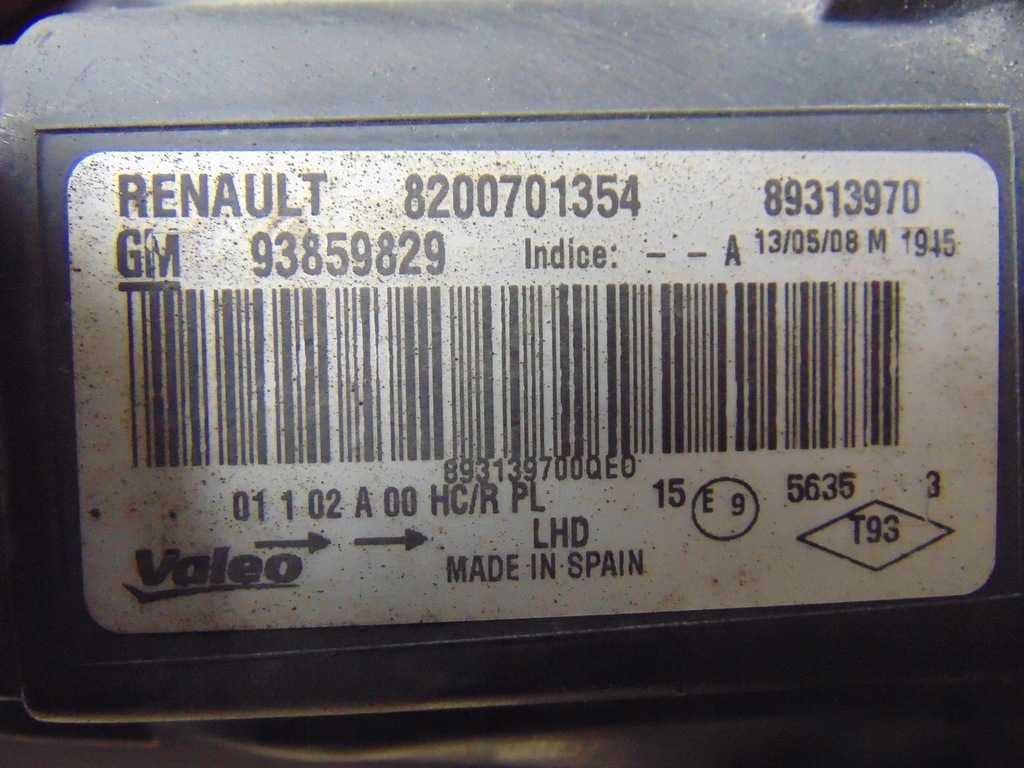 RENAULT 8200701354 89313970
GM 93859829 Indice: - - A 13/05/08 M 1945
893139700QE0
01 1 02 A 00 HC/R PL 15 E 9 5635 3
LHD T93
Valeo MADE IN SPAIN